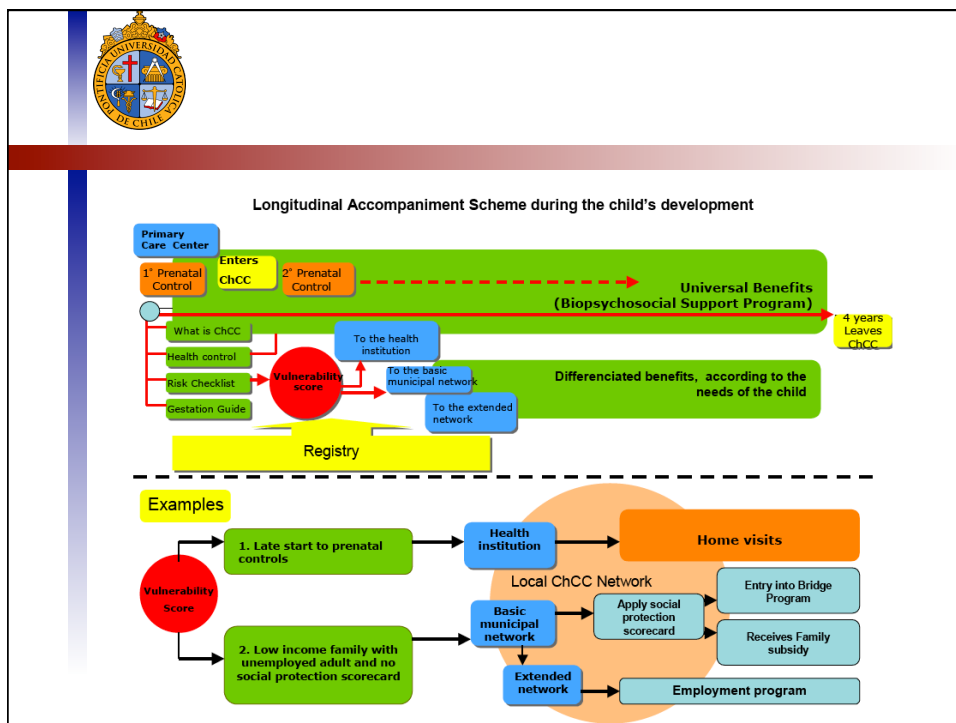 PONTIFICIA UNIVERSIDAD CATOLICA
DE CHILE
Longitudinal Accompaniment Scheme during the child's development
Primary
Care Center
1° Prenatal
Control
Enters
ChCC
2° Prenatal
Control
Universal Benefits
(Biopsychosocial Support Program)
4 years
Leaves
ChCC
What is ChCC
Health control
Risk Checklist
Gestation Guide
Vulnerability
score
To the health
institution
To the basic
municipal network
To the extended
network
Differenciated benefits, according to the
needs of the child
Registry
Examples
Vulnerability
Score
1. Late start to prenatal
controls
Health
institution
Home visits
Local ChCC Network
2. Low income family with
unemployed adult and no
social protection scorecard
Basic
municipal
network
Apply social
protection
scorecard
Entry into Bridge
Program
Receives Family
subsidy
Extended
network
Employment program